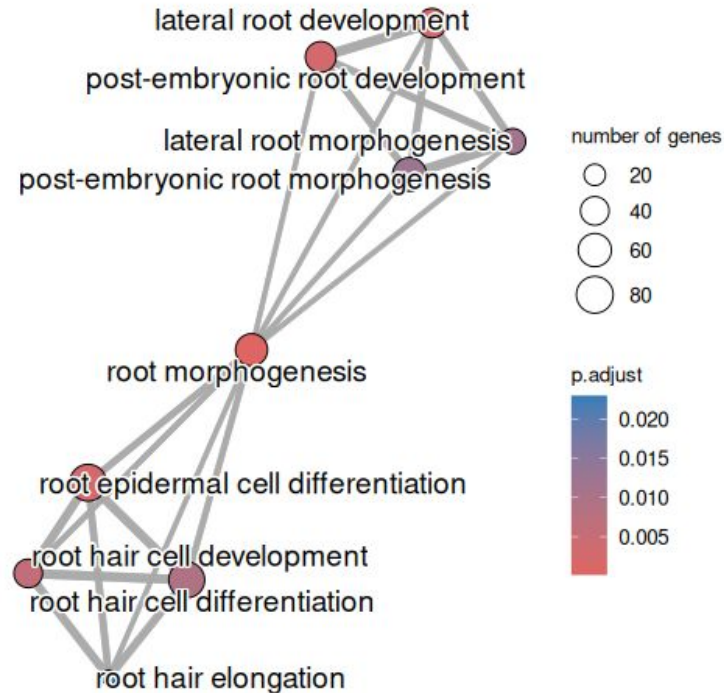 lateral root development
post-embryonic root development
lateral root morphogenesis
post-embryonic root morphogenesis
number of genes
20
40
60
80
root morphogenesis
p.adjust
0.020
0.015
0.010
0.005
root epidermal cell differentiation
root hair cell development
root hair cell differentiation
root hair elongation